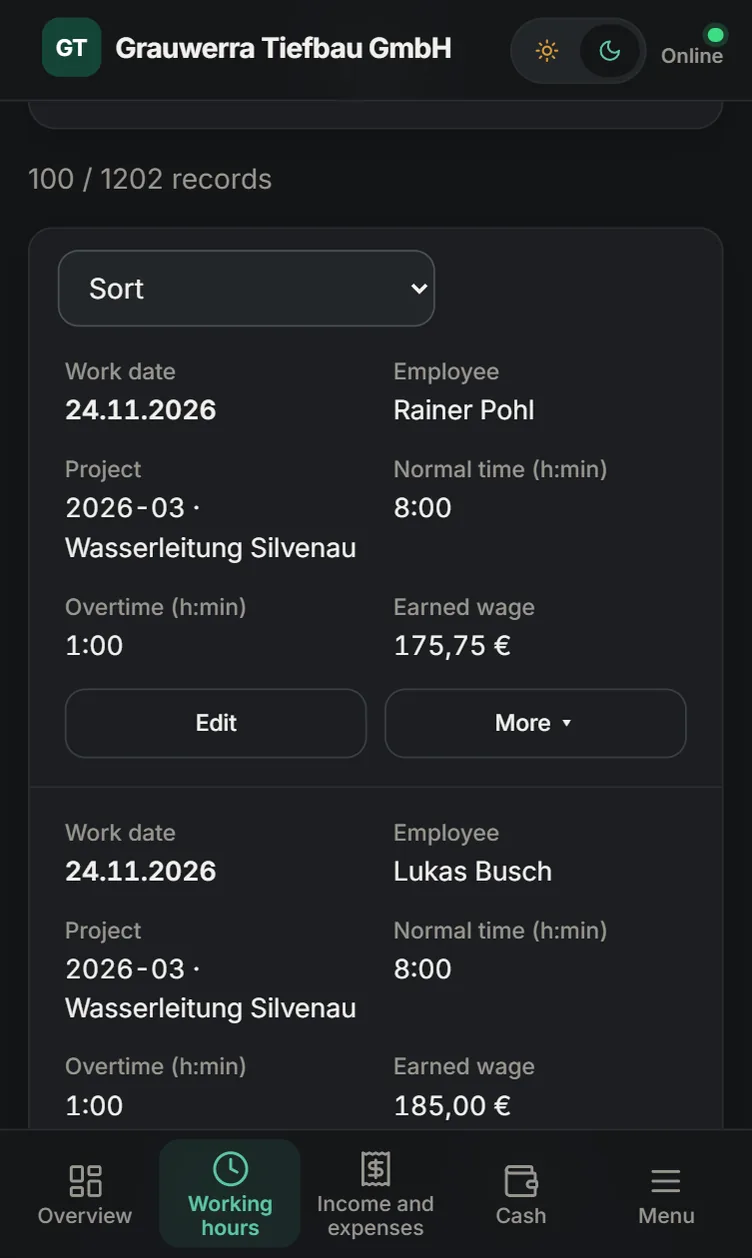 GT Grauwerra Tiefbau GmbH Online
100 / 1202 records
Sort
Work date Employee
24.11.2026 Rainer Pohl
Project Normal time (h:min)
2026-03 · 8:00
Wasserleitung Silvenau
Overtime (h:min) Earned wage
1:00 175,75 €
Edit More ▾
Work date Employee
24.11.2026 Lukas Busch
Project Normal time (h:min)
2026-03 · 8:00
Wasserleitung Silvenau
Overtime (h:min) Earned wage
1:00 185,00 €
Overview Working hours Income and expenses Cash Menu